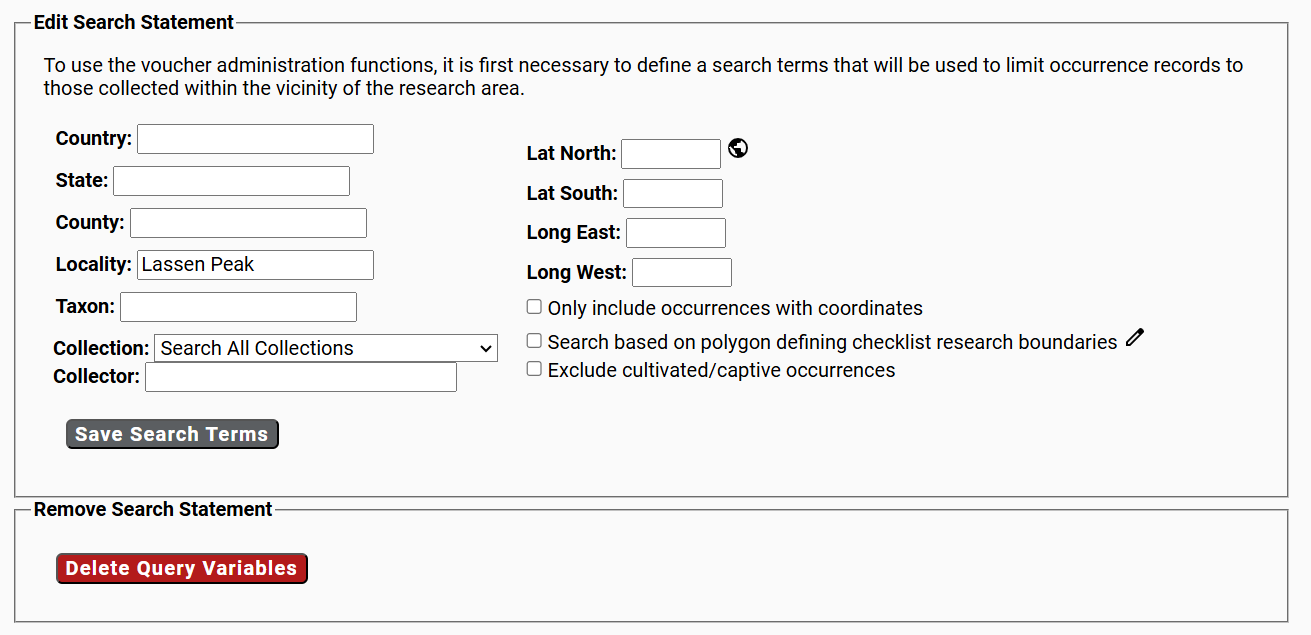 Edit Search Statement
To use the voucher administration functions, it is first necessary to define a search terms that will be used to limit occurrence records to
those collected within the vicinity of the research area.
Country:
State:
County:
Locality: Lassen Peak
Taxon:
Collection: Search All Collections
Collector:
Lat North:
Lat South:
Long East:
Long West:
Only include occurrences with coordinates
Search based on polygon defining checklist research boundaries
Exclude cultivated/captive occurrences
Save Search Terms
Remove Search Statement
Delete Query Variables